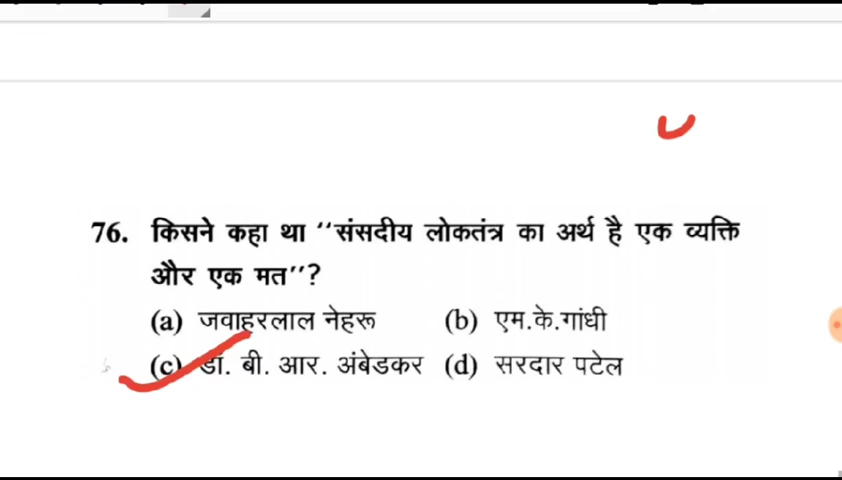 76. किसने कहा था ‘‘संसदीय लोकतंत्र का अर्थ है एक व्यक्ति
और एक मत’’?
(a) जवाहरलाल नेहरू (b) एम.के.गांधी
(c) डॉ. बी. आर. अंबेडकर (d) सरदार पटेल